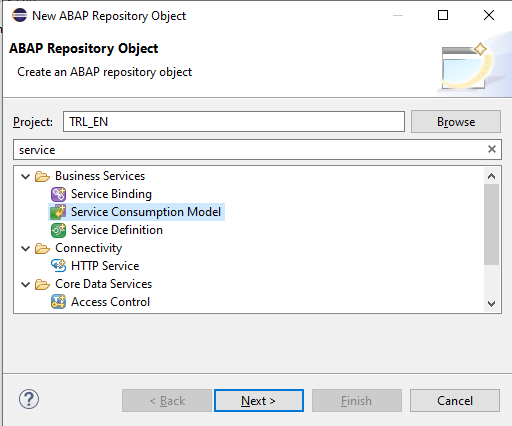 New ABAP Repository Object
ABAP Repository Object
Create an ABAP repository object
Project: TRL_EN Browse
service
Business Services
Service Binding
Service Consumption Model
Service Definition
Connectivity
HTTP Service
Core Data Services
Access Control
? < Back Next > Finish Cancel